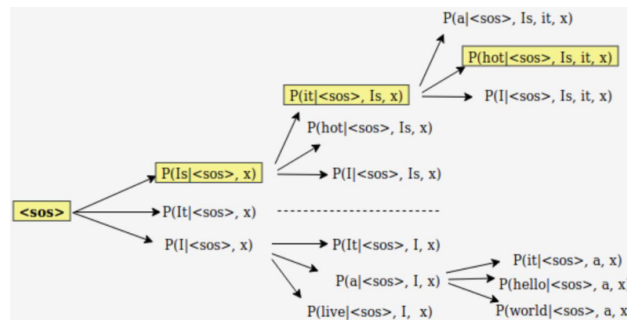 P(a|<sos>, Is, it, x)
P(hot|<sos>, Is, it, x)
P(it|<sos>, Is, x)
P(I|<sos>, Is, it, x)
P(hot|<sos>, Is, x)
P(Is|<sos>, x)
P(I|<sos>, Is, x)
<sos>
P(It|<sos>, x)
P(I|<sos>, x)
P(It|<sos>, I, x)
P(it|<sos>, a, x)
P(a|<sos>, I, x)
P(hello|<sos>, a, x)
P(live|<sos>, I, x)
P(world|<sos>, a, x